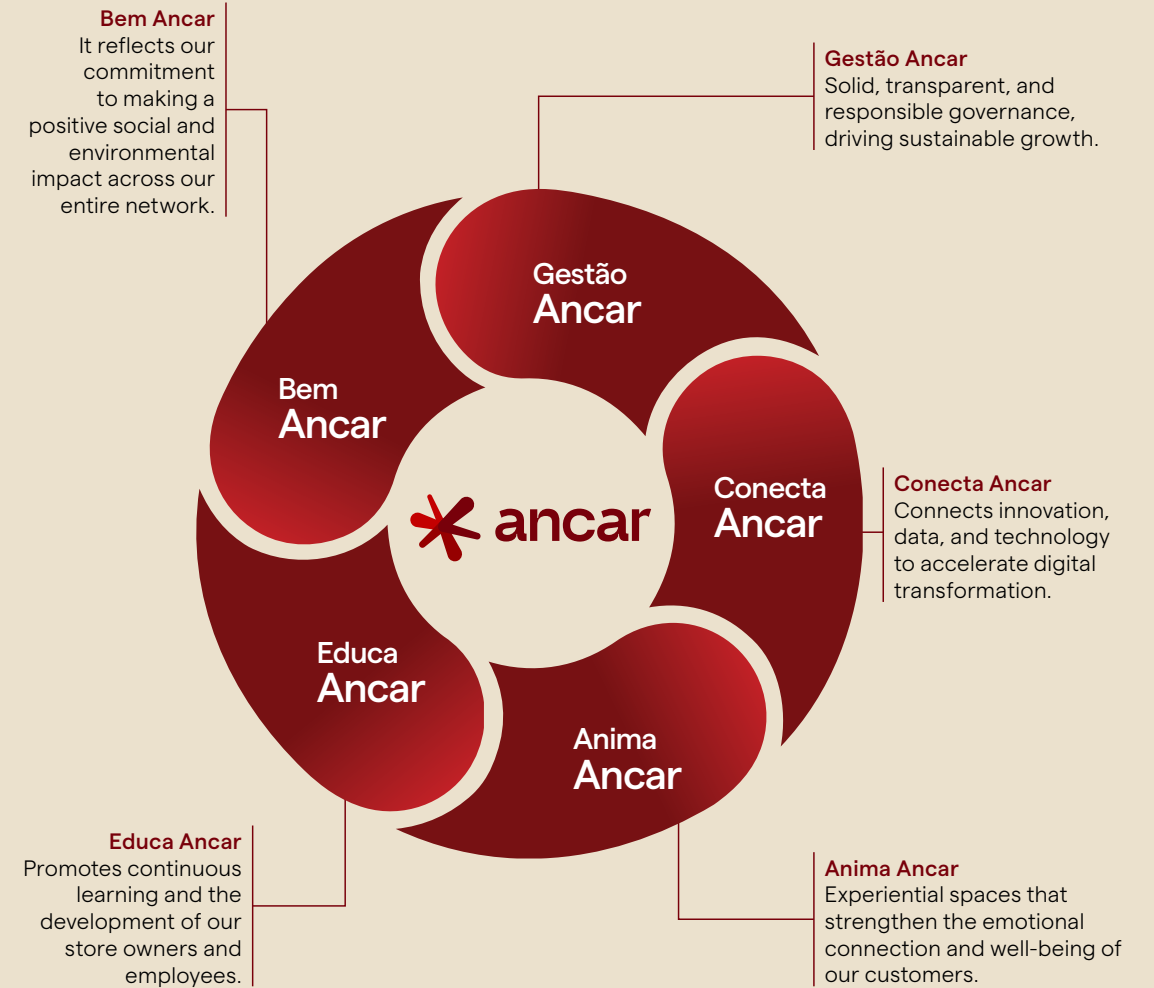 Bem Ancar
It reflects our
commitment
to making a
positive social and
environmental
impact across our
entire network.
Gestão Ancar
Solid, transparent, and
responsible governance,
driving sustainable growth.
Gestão
Ancar
Bem
Ancar
Conecta
Ancar
ancar
Conecta Ancar
Connects innovation,
data, and technology
to accelerate digital
transformation.
Educa
Ancar
Anima
Ancar
Educa Ancar
Promotes continuous
learning and the
development of our
store owners and
employees.
Anima Ancar
Experiential spaces that
strengthen the emotional
connection and well-being of
our customers.